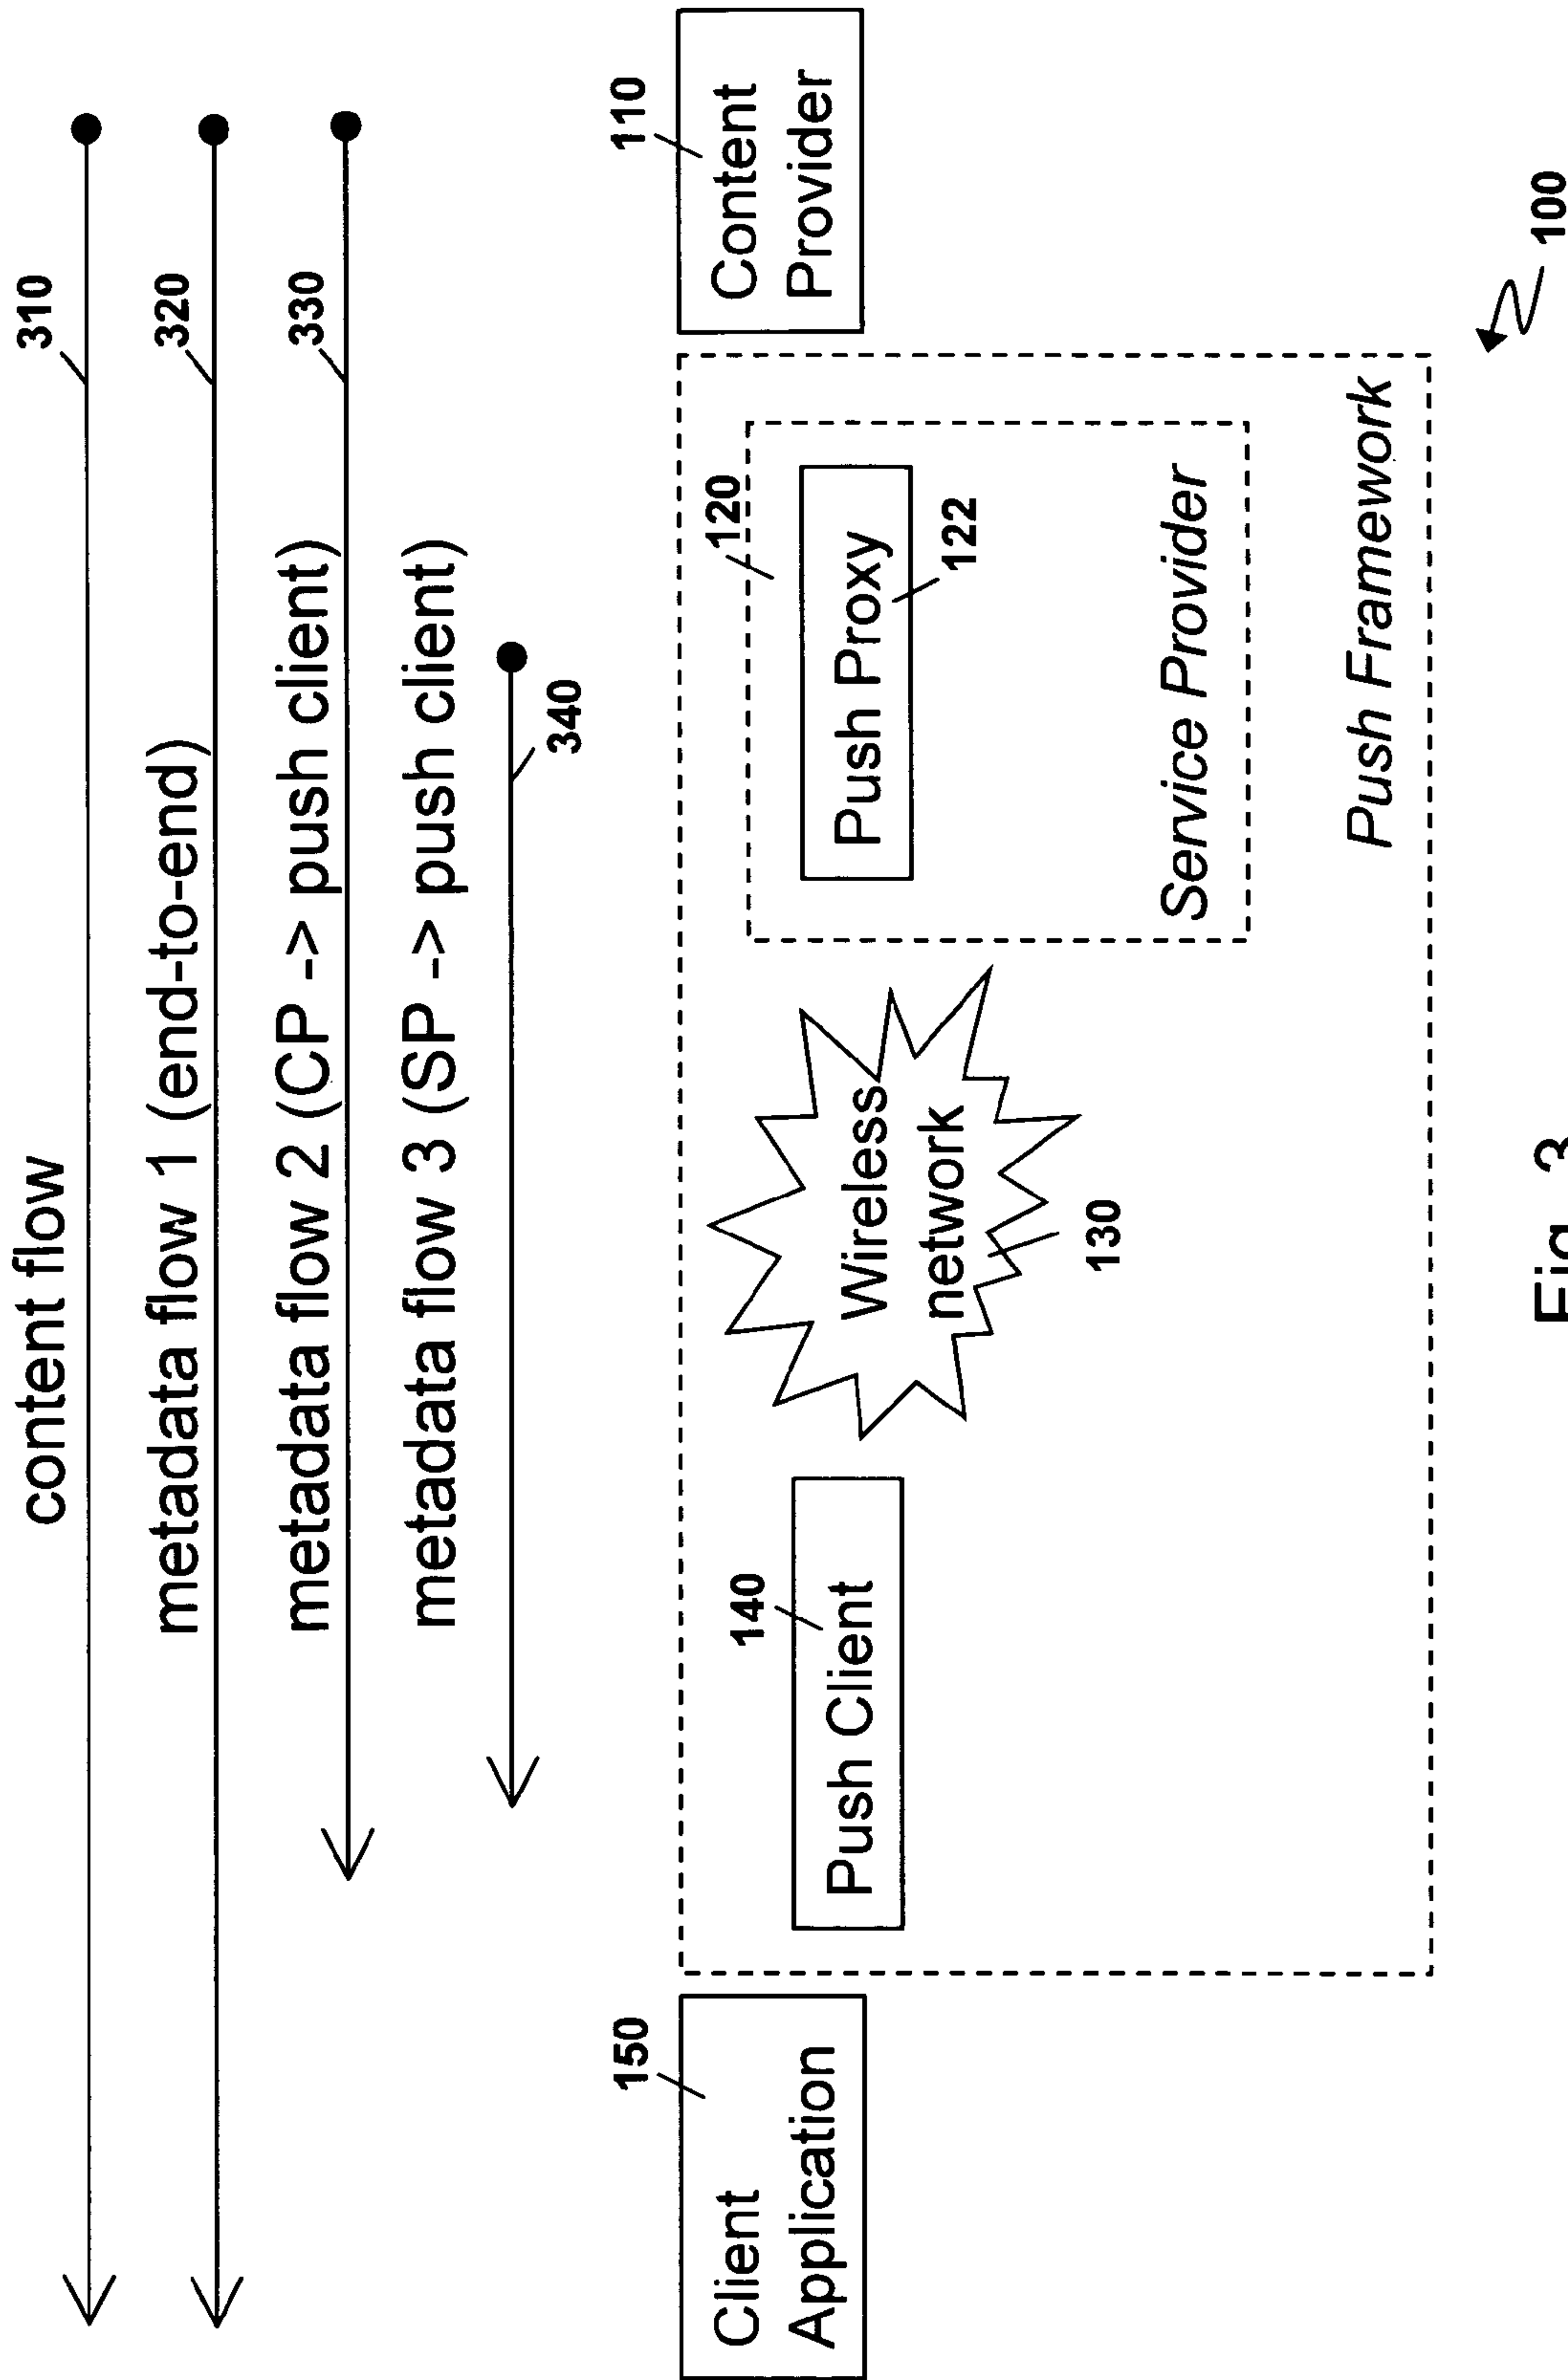 content flow
310
metadata flow 1 (end-to-end)
320
metadata flow 2 (CP -> push client)
330
metadata flow 3 (SP -> push client)
340
150
Client
Application
140
Push Client
Wireless
network
130
120
Push Proxy
122
Service Provider
Push Framework
110
Content
Provider
100
Fig. 3